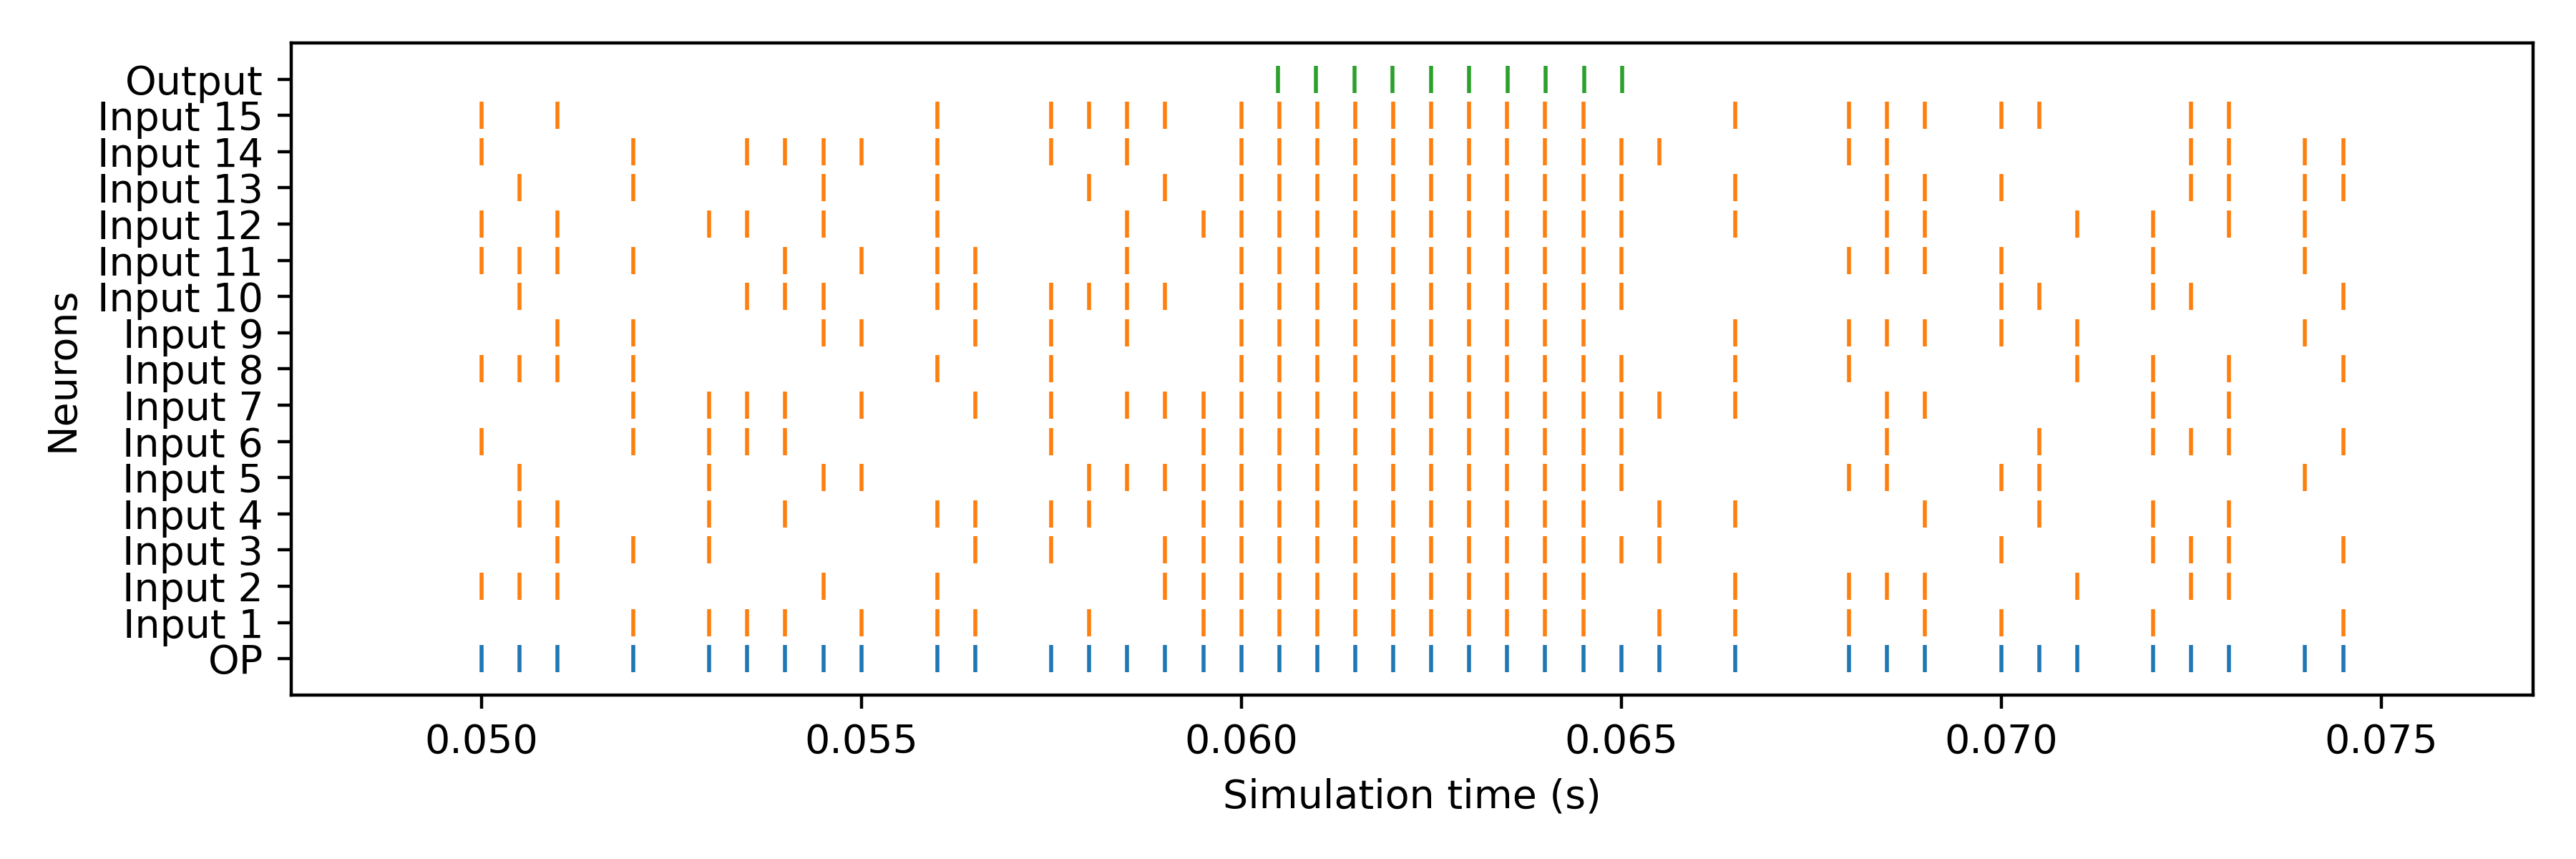 Output
Input 15
Input 14
Input 13
Input 12
Input 11
Input 10
Input 9
Input 8
Input 7
Input 6
Input 5
Input 4
Input 3
Input 2
Input 1
OP
Neurons
0.050 0.055 0.060 0.065 0.070 0.075
Simulation time (s)